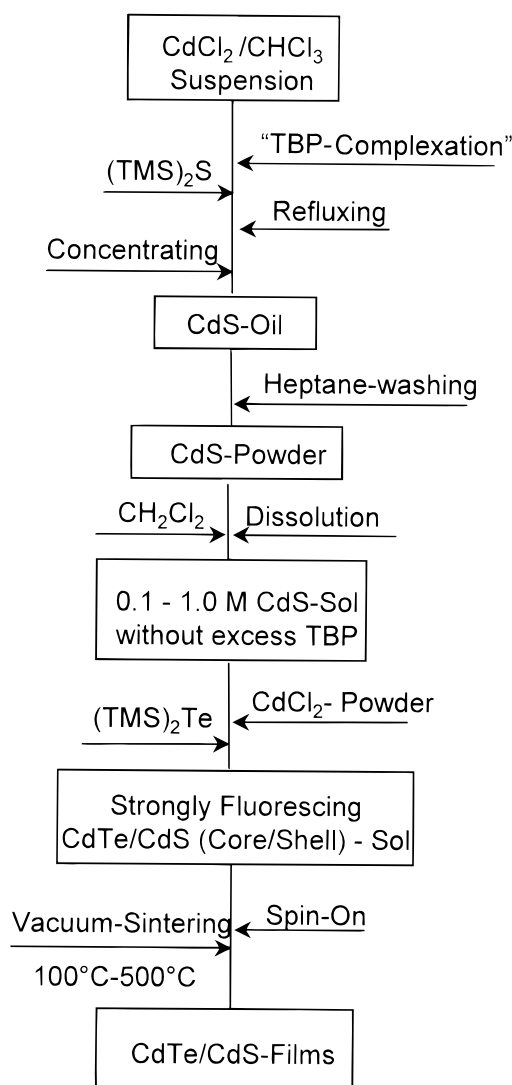 CdCl₂ /CHCl₃
Suspension
“TBP-Complexation”
(TMS)₂S
Refluxing
Concentrating
CdS-Oil
Heptane-washing
CdS-Powder
CH₂Cl₂
Dissolution
0.1 - 1.0 M CdS-Sol
without excess TBP
CdCl₂- Powder
(TMS)₂Te
Strongly Fluorescing
CdTe/CdS (Core/Shell) - Sol
Vacuum-Sintering
Spin-On
100°C-500°C
CdTe/CdS-Films